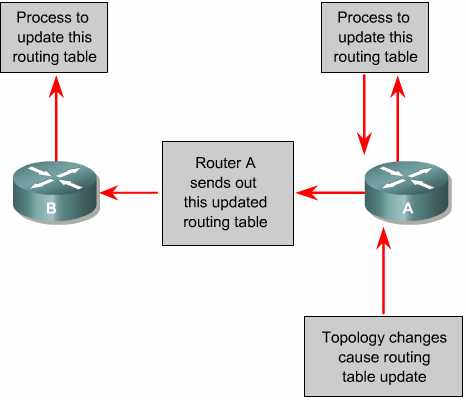 Process to
update this
routing table
Process to
update this
routing table
Router A
sends out
this updated
routing table
B
A
Topology changes
cause routing
table update